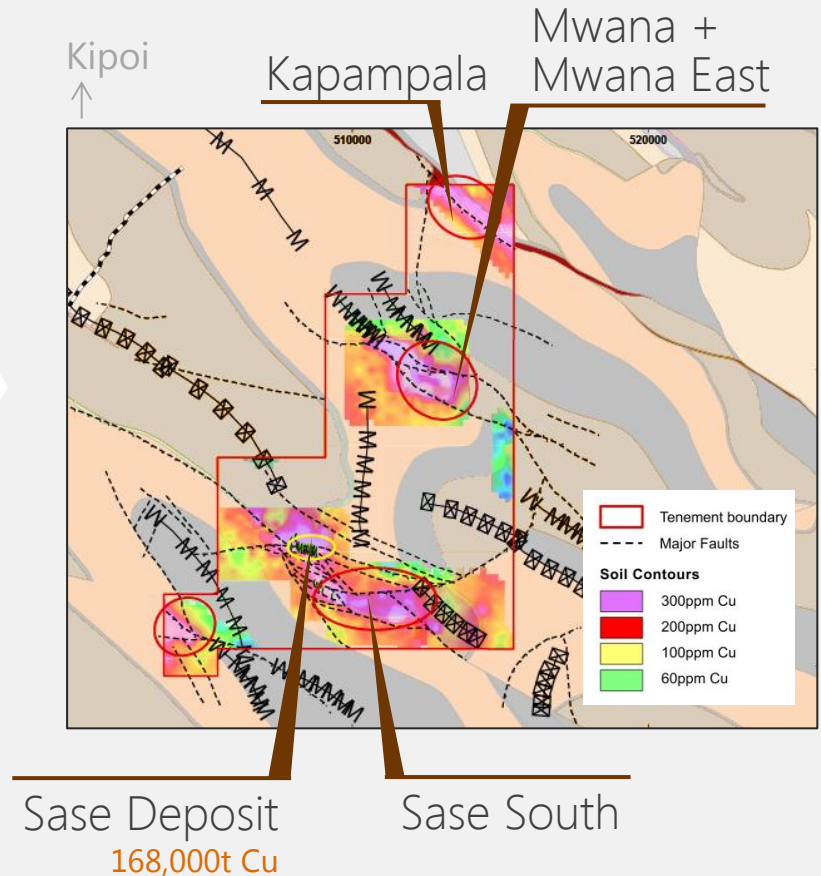 Kipoi
Kapampala
Mwana +
Mwana East
510000
520000
Tenement boundary
Major Faults
Soil Contours
300ppm Cu
200ppm Cu
100ppm Cu
60ppm Cu
Sase Deposit
168,000t Cu
Sase South